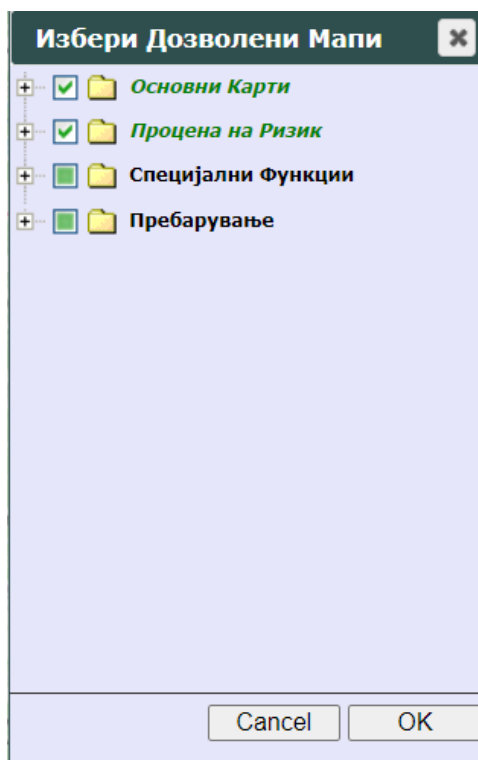 Избери Дозволени Мапи
Основни Карти
Процена на Ризик
Специјални Функции
Пребарување
Cancel OK